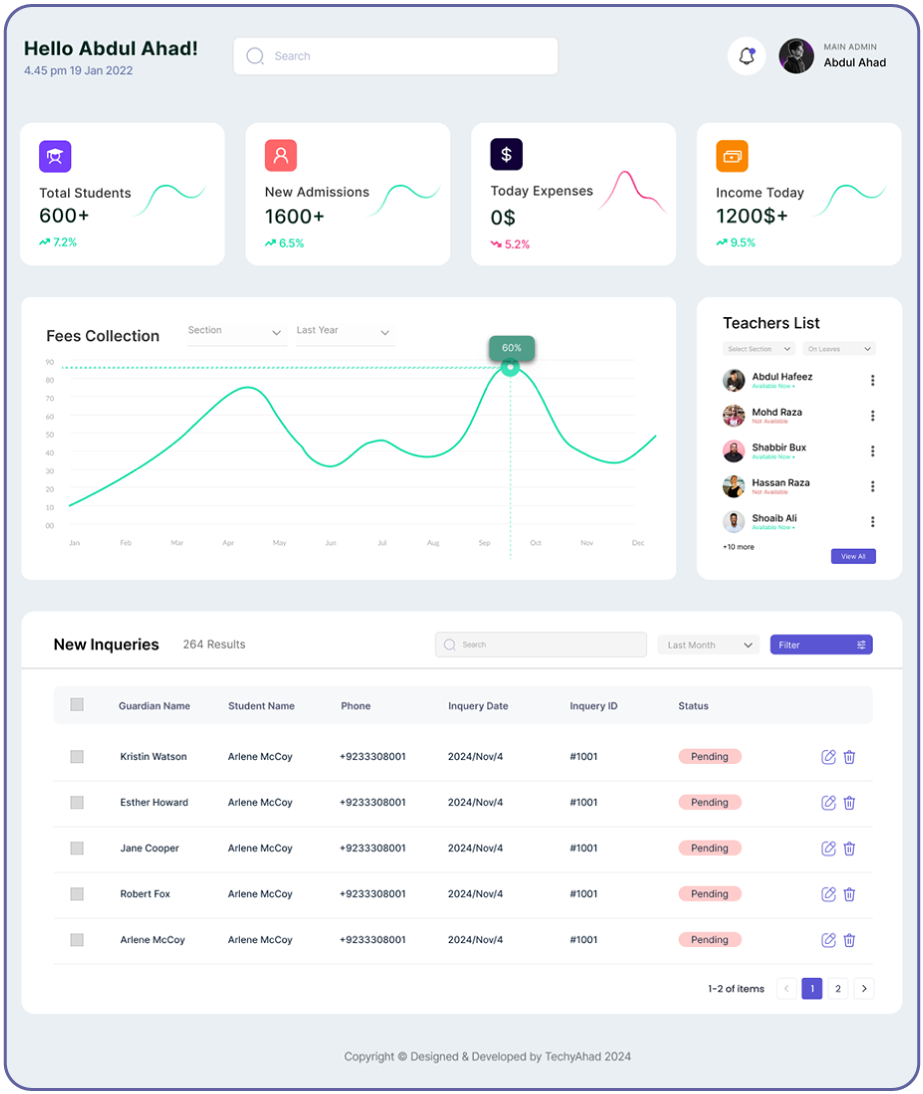 Hello Abdul Ahad!
4.45 pm 19 Jan 2022
Search
MAIN ADMIN
Abdul Ahad
Total Students
600+
7.2%
New Admissions
1600+
6.5%
$
Today Expenses
0$
5.2%
Income Today
1200$+
9.5%
Fees Collection
Section
Last Year
60%
90
80
70
60
50
40
30
20
10
00
Jan Feb Mar Apr May Jun Jul Aug Sep Oct Nov Dec
Teachers List
Select Section
On Leaves
Abdul Hafeez
Available Now •
Mohd Raza
Not Available
Shabbir Bux
Available Now •
Hassan Raza
Not Available
Shoaib Ali
Available Now •
+10 more
View All
New Inqueries
264 Results
Search
Last Month
Filter
Guardian Name Student Name Phone Inquery Date Inquery ID Status
Kristin Watson Arlene McCoy +9233308001 2024/Nov/4 #1001 Pending
Esther Howard Arlene McCoy +9233308001 2024/Nov/4 #1001 Pending
Jane Cooper Arlene McCoy +9233308001 2024/Nov/4 #1001 Pending
Robert Fox Arlene McCoy +9233308001 2024/Nov/4 #1001 Pending
Arlene McCoy Arlene McCoy +9233308001 2024/Nov/4 #1001 Pending
1-2 of items < 1 2 >
Copyright © Designed & Developed by TechyAhad 2024